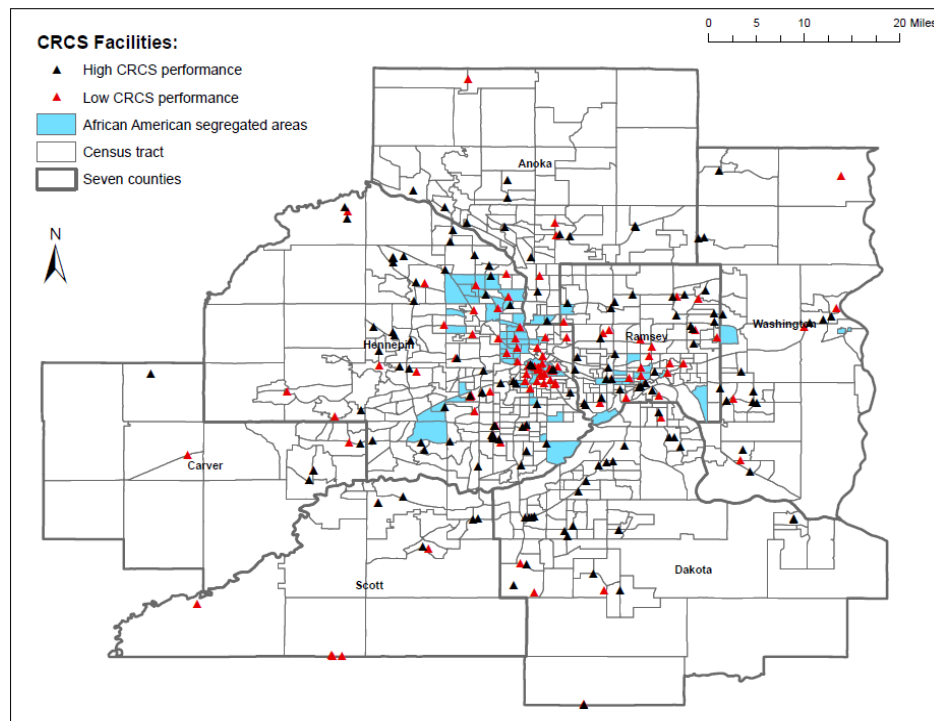 0 5 10 20 Miles
CRCS Facilities:
High CRCS performance
Low CRCS performance
African American segregated areas
Census tract
Seven counties
N
Anoka
Hennepin
Ramsey
Washington
Carver
Scott
Dakota